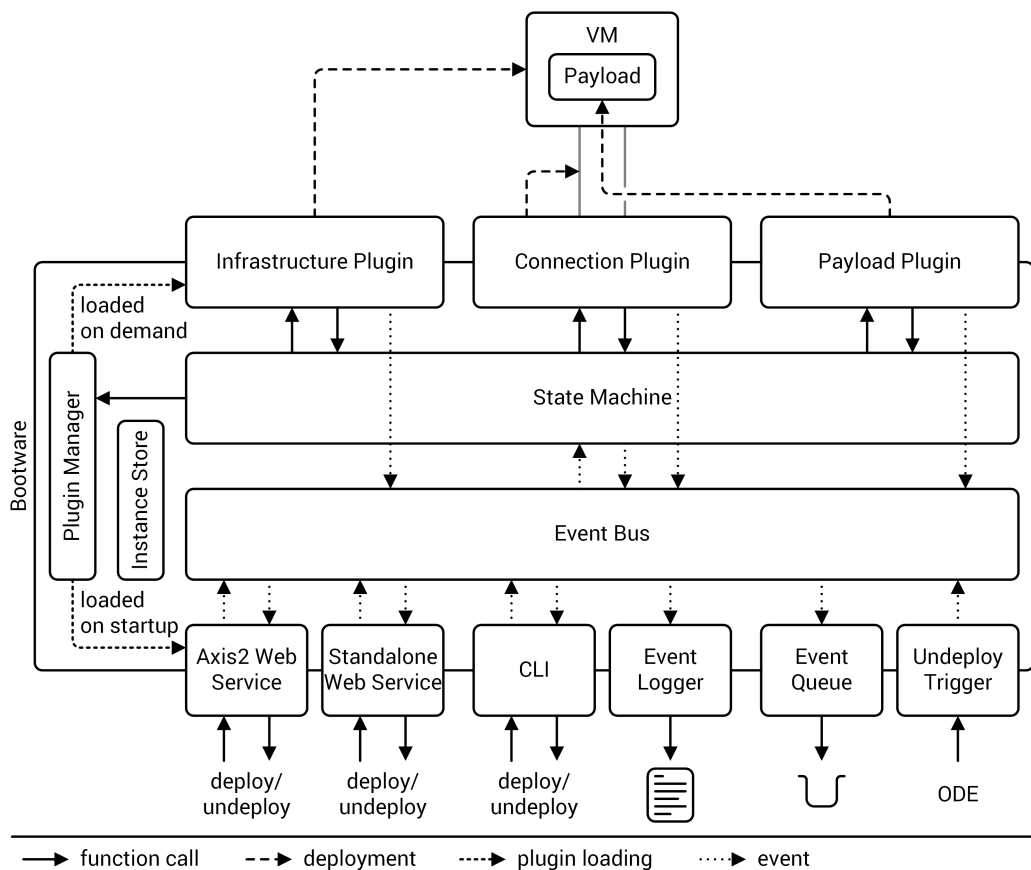 VM
Payload
Infrastructure Plugin
Connection Plugin
Payload Plugin
loaded
on demand
State Machine
Bootware
Plugin Manager
Instance Store
Event Bus
loaded
on startup
Axis2 Web
Service
Standalone
Web Service
CLI
Event
Logger
Event
Queue
Undeploy
Trigger
deploy/
undeploy
deploy/
undeploy
deploy/
undeploy
ODE
function call
deployment
plugin loading
event